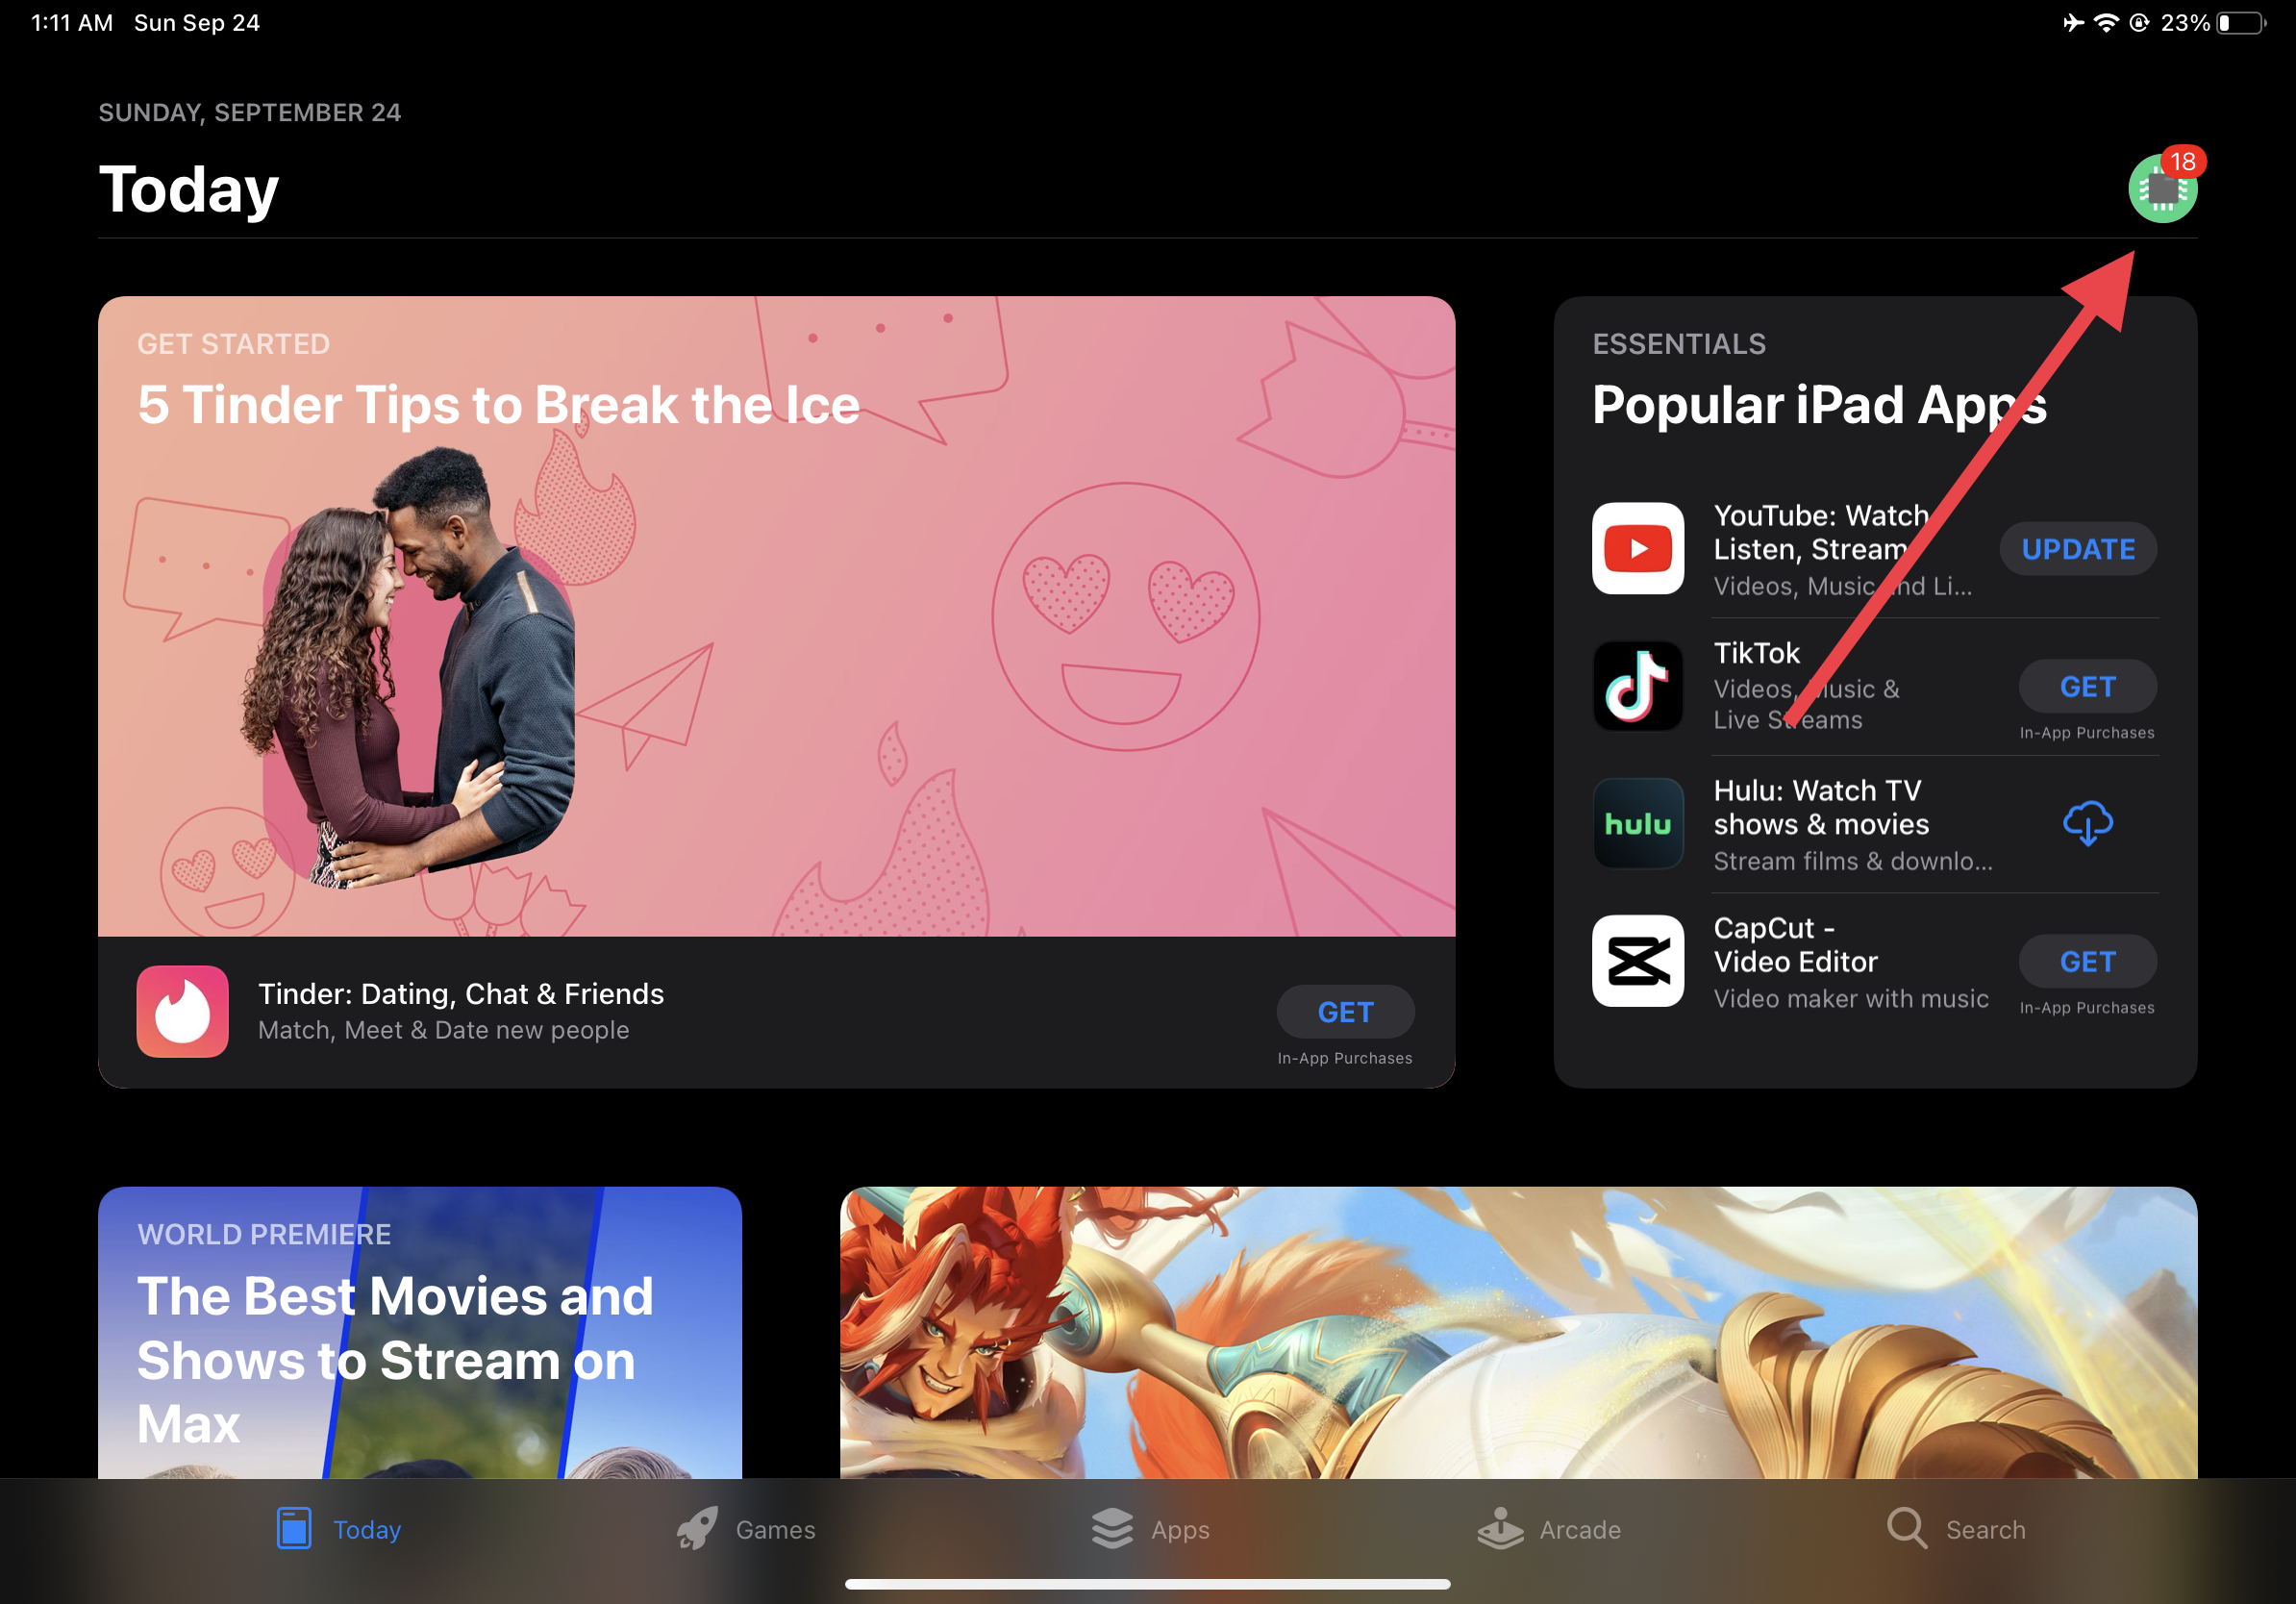 1:11 AM Sun Sep 24
23%
SUNDAY, SEPTEMBER 24
Today
18
GET STARTED
5 Tinder Tips to Break the Ice
Tinder: Dating, Chat & Friends
Match, Meet & Date new people
GET
In-App Purchases
ESSENTIALS
Popular iPad Apps
YouTube: Watch,
Listen, Stream
Videos, Music and Li...
UPDATE
TikTok
Videos, Music &
Live Streams
GET
In-App Purchases
hulu
Hulu: Watch TV
shows & movies
Stream films & downlo...
CapCut -
Video Editor
Video maker with music
GET
In-App Purchases
WORLD PREMIERE
The Best Movies and
Shows to Stream on
Max
Today
Games
Apps
Arcade
Search